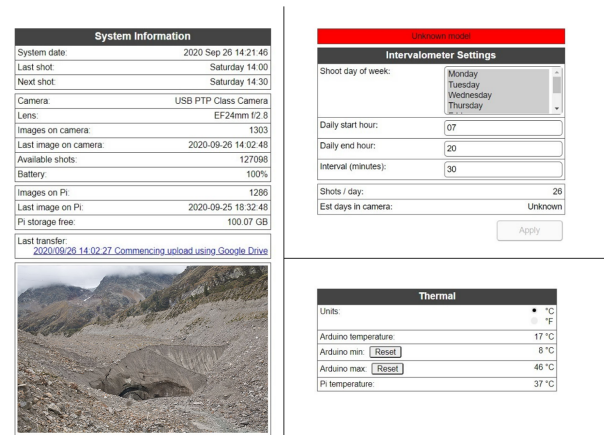 System Information
System date: 2020 Sep 26 14:21:46
Last shot: Saturday 14:00
Next shot: Saturday 14:30
Camera: USB PTP Class Camera
Lens: EF24mm f/2.8
Images on camera: 1303
Last image on camera: 2020-09-26 14:02:48
Available shots: 127098
Battery: 100%
Images on Pi: 1286
Last image on Pi: 2020-09-25 18:32:48
Pi storage free: 100.07 GB
Last transfer:
2020/09/26 14:02:27 Commencing upload using Google Drive
Unknown model
Intervalometer Settings
Shoot day of week: Monday
Tuesday
Wednesday
Thursday
Daily start hour: 07
Daily end hour: 20
Interval (minutes): 30
Shots / day: 26
Est days in camera: Unknown
Apply
Thermal
Units: °C
°F
Arduino temperature: 17 °C
Arduino min: Reset 8 °C
Arduino max: Reset 46 °C
Pi temperature: 37 °C